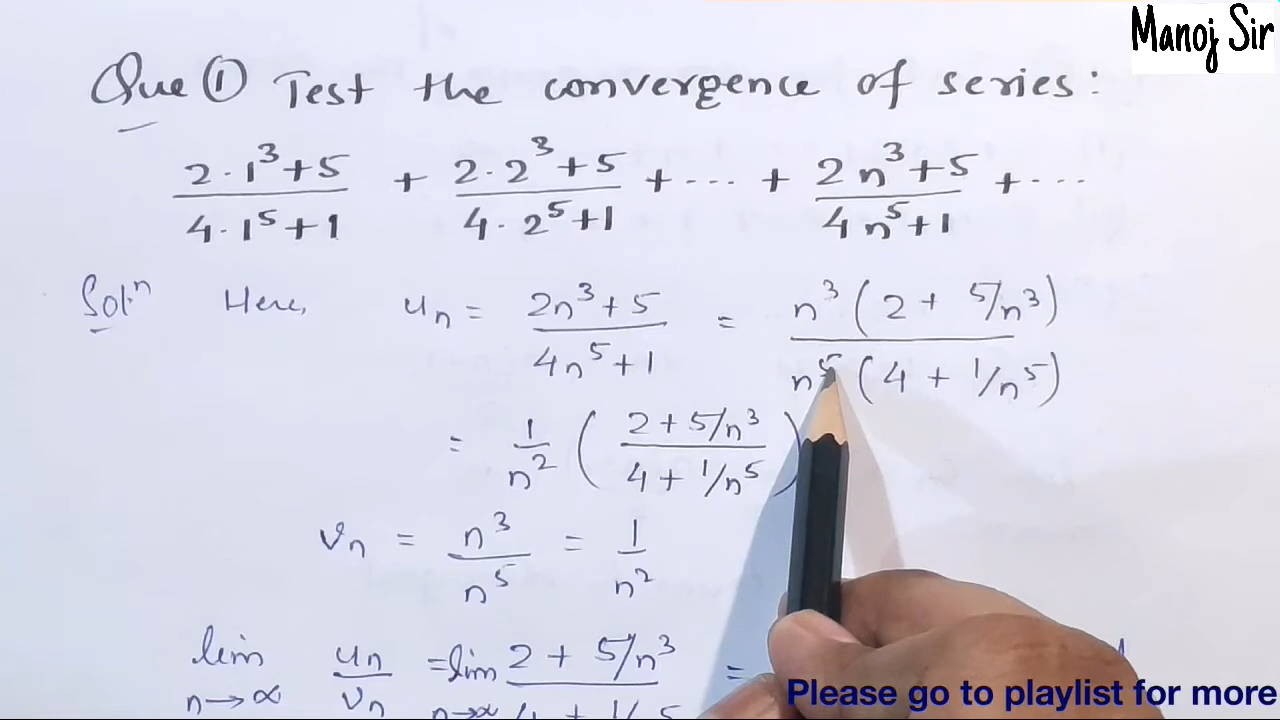 Manoj Sir
Que ① Test the convergence of series:
2·1³+5 / 4·1⁵+1 + 2·2³+5 / 4·2⁵+1 + ··· + 2n³+5 / 4n⁵+1 + ···
Solⁿ Here, uₙ = 2n³+5 / 4n⁵+1 = n³(2 + 5/n³) / n⁵(4 + 1/n⁵)
= 1/n² (2+5/n³ / 4+1/n⁵)
vₙ = n³/n⁵ = 1/n²
lim n→∞ uₙ/vₙ = lim n→∞ 2 + 5/n³ / 4 + 1/n⁵ =
Please go to playlist for more